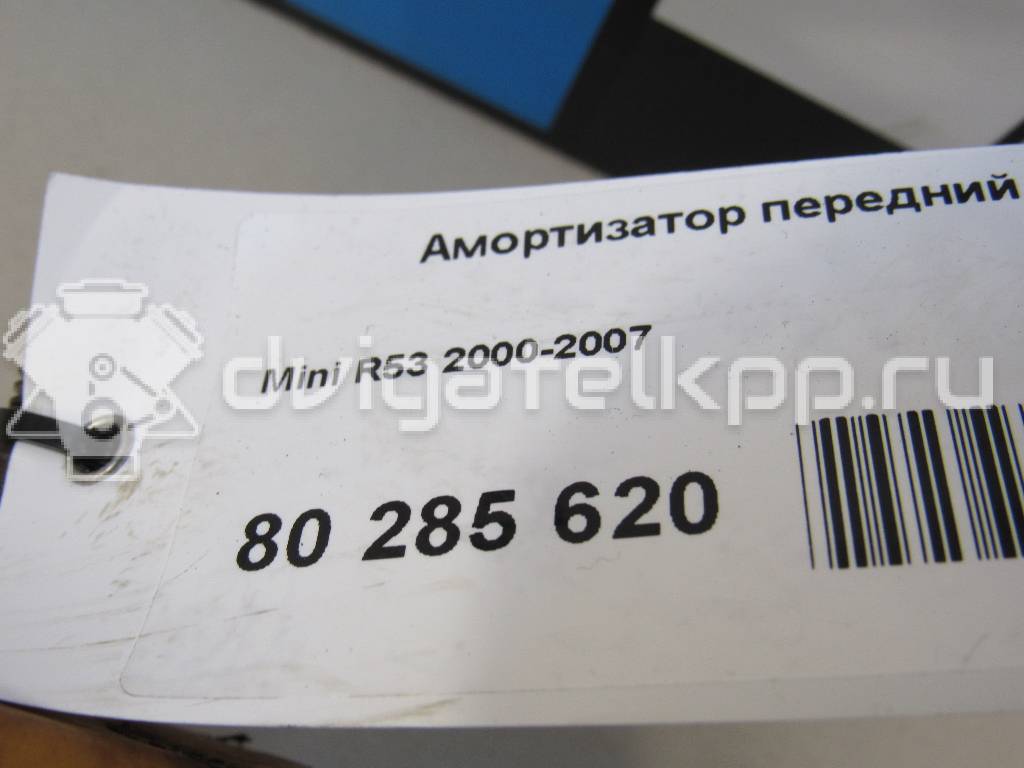 Амортизатор передний
Mini R53 2000-2007
dvigatelkpp.ru
80 285 620